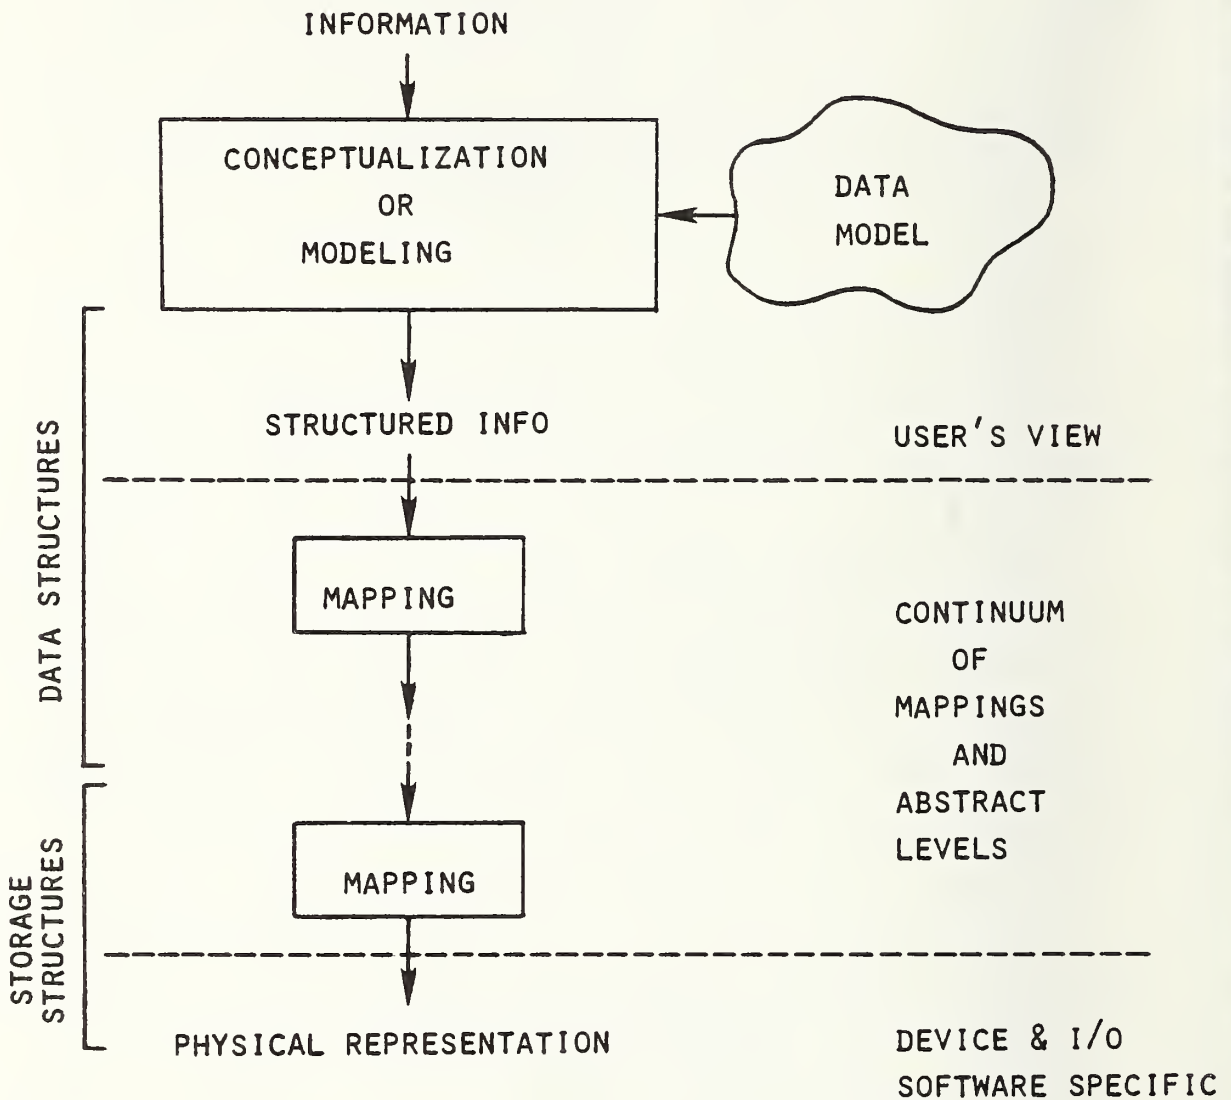 INFORMATION
CONCEPTUALIZATION
OR
MODELING
DATA
MODEL
STRUCTURED INFO
USER'S VIEW
DATA STRUCTURES
MAPPING
CONTINUUM
OF
MAPPINGS
AND
ABSTRACT
LEVELS
MAPPING
STORAGE
STRUCTURES
PHYSICAL REPRESENTATION
DEVICE & I/O
SOFTWARE SPECIFIC